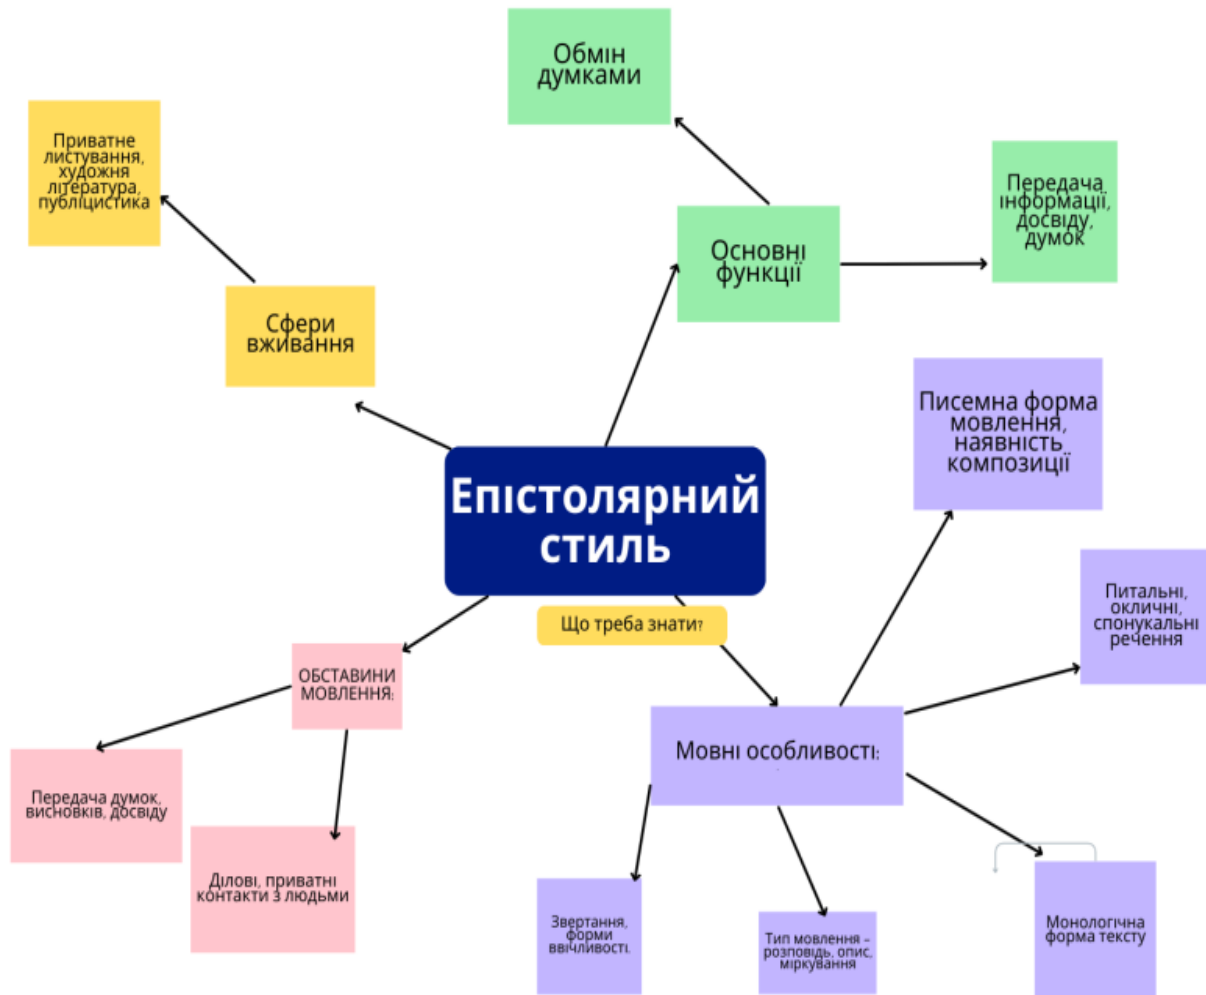 Обмін
думками
Приватне
листування,
художня
література,
публіцистика
Передача
інформації,
досвіду,
думок
Основні
функції
Сфери
вживання
Писемна форма
мовлення,
наявність
композиції
Епістолярний
стиль
Що треба знати?
Питальні,
окличні,
спонукальні
речення
ОБСТАВИНИ
МОВЛЕННЯ:
Мовні особливості:
Передача думок,
висновків, досвіду
Ділові, приватні
контакти з людьми
Звертання,
форми
ввічливості.
Тип мовлення –
розповідь, опис,
міркування
Монологічна
форма тексту